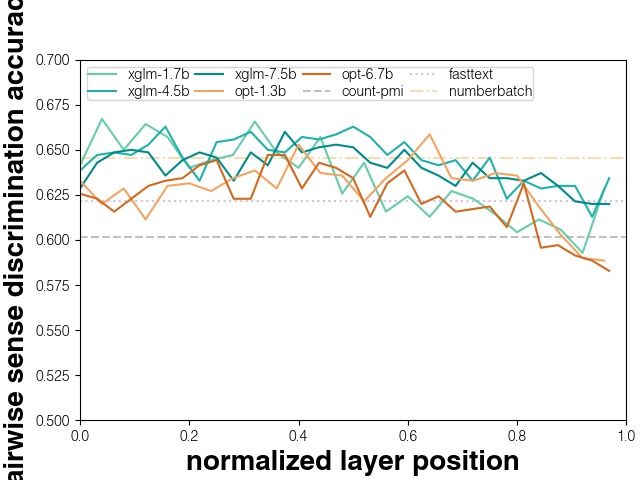 0.700
0.675
0.650
0.625
0.600
0.575
0.550
0.525
0.500
0.0 0.2 0.4 0.6 0.8 1.0
normalized layer position
airwise sense discrimination accurac
xglm-1.7b xglm-7.5b opt-6.7b fasttext
xglm-4.5b opt-1.3b count-pmi numberbatch